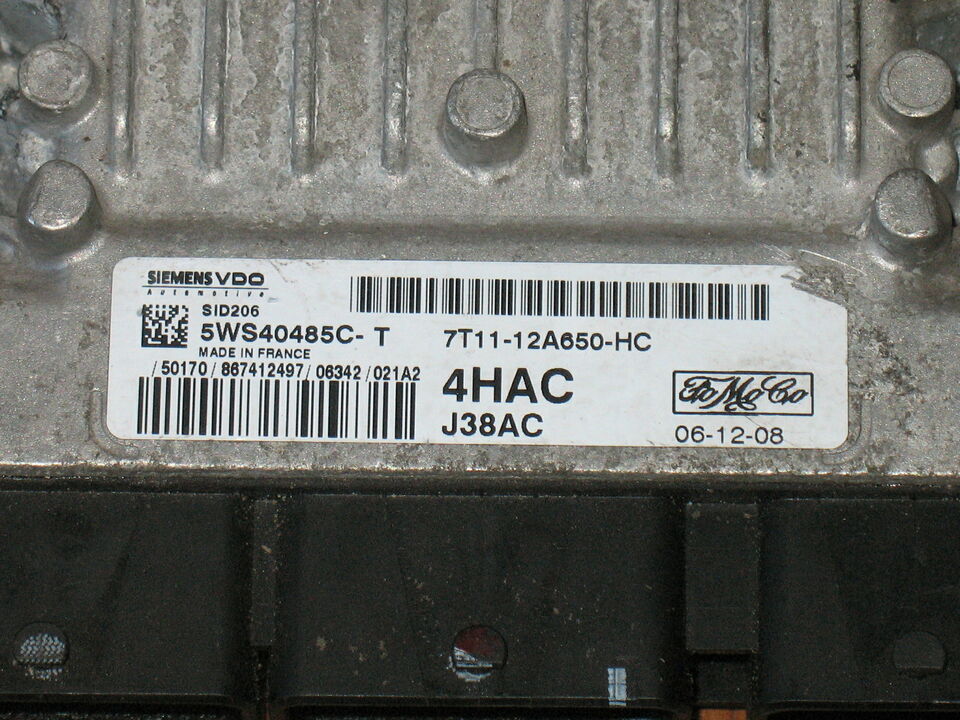 SIEMENS VDO
Automotive
SID206
5WS40485C- T
MADE IN FRANCE
/ 50170 / 867412497 / 06342 / 021A2
7T11-12A650-HC
4HAC
J38AC
FoMoCo
06-12-08